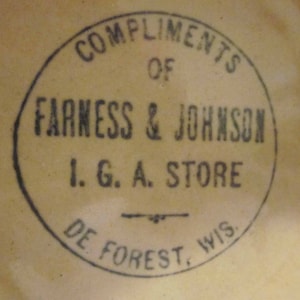 COMPLIMENTS
OF
FARNESS & JOHNSON
I. G. A. STORE
DE FOREST, WIS.